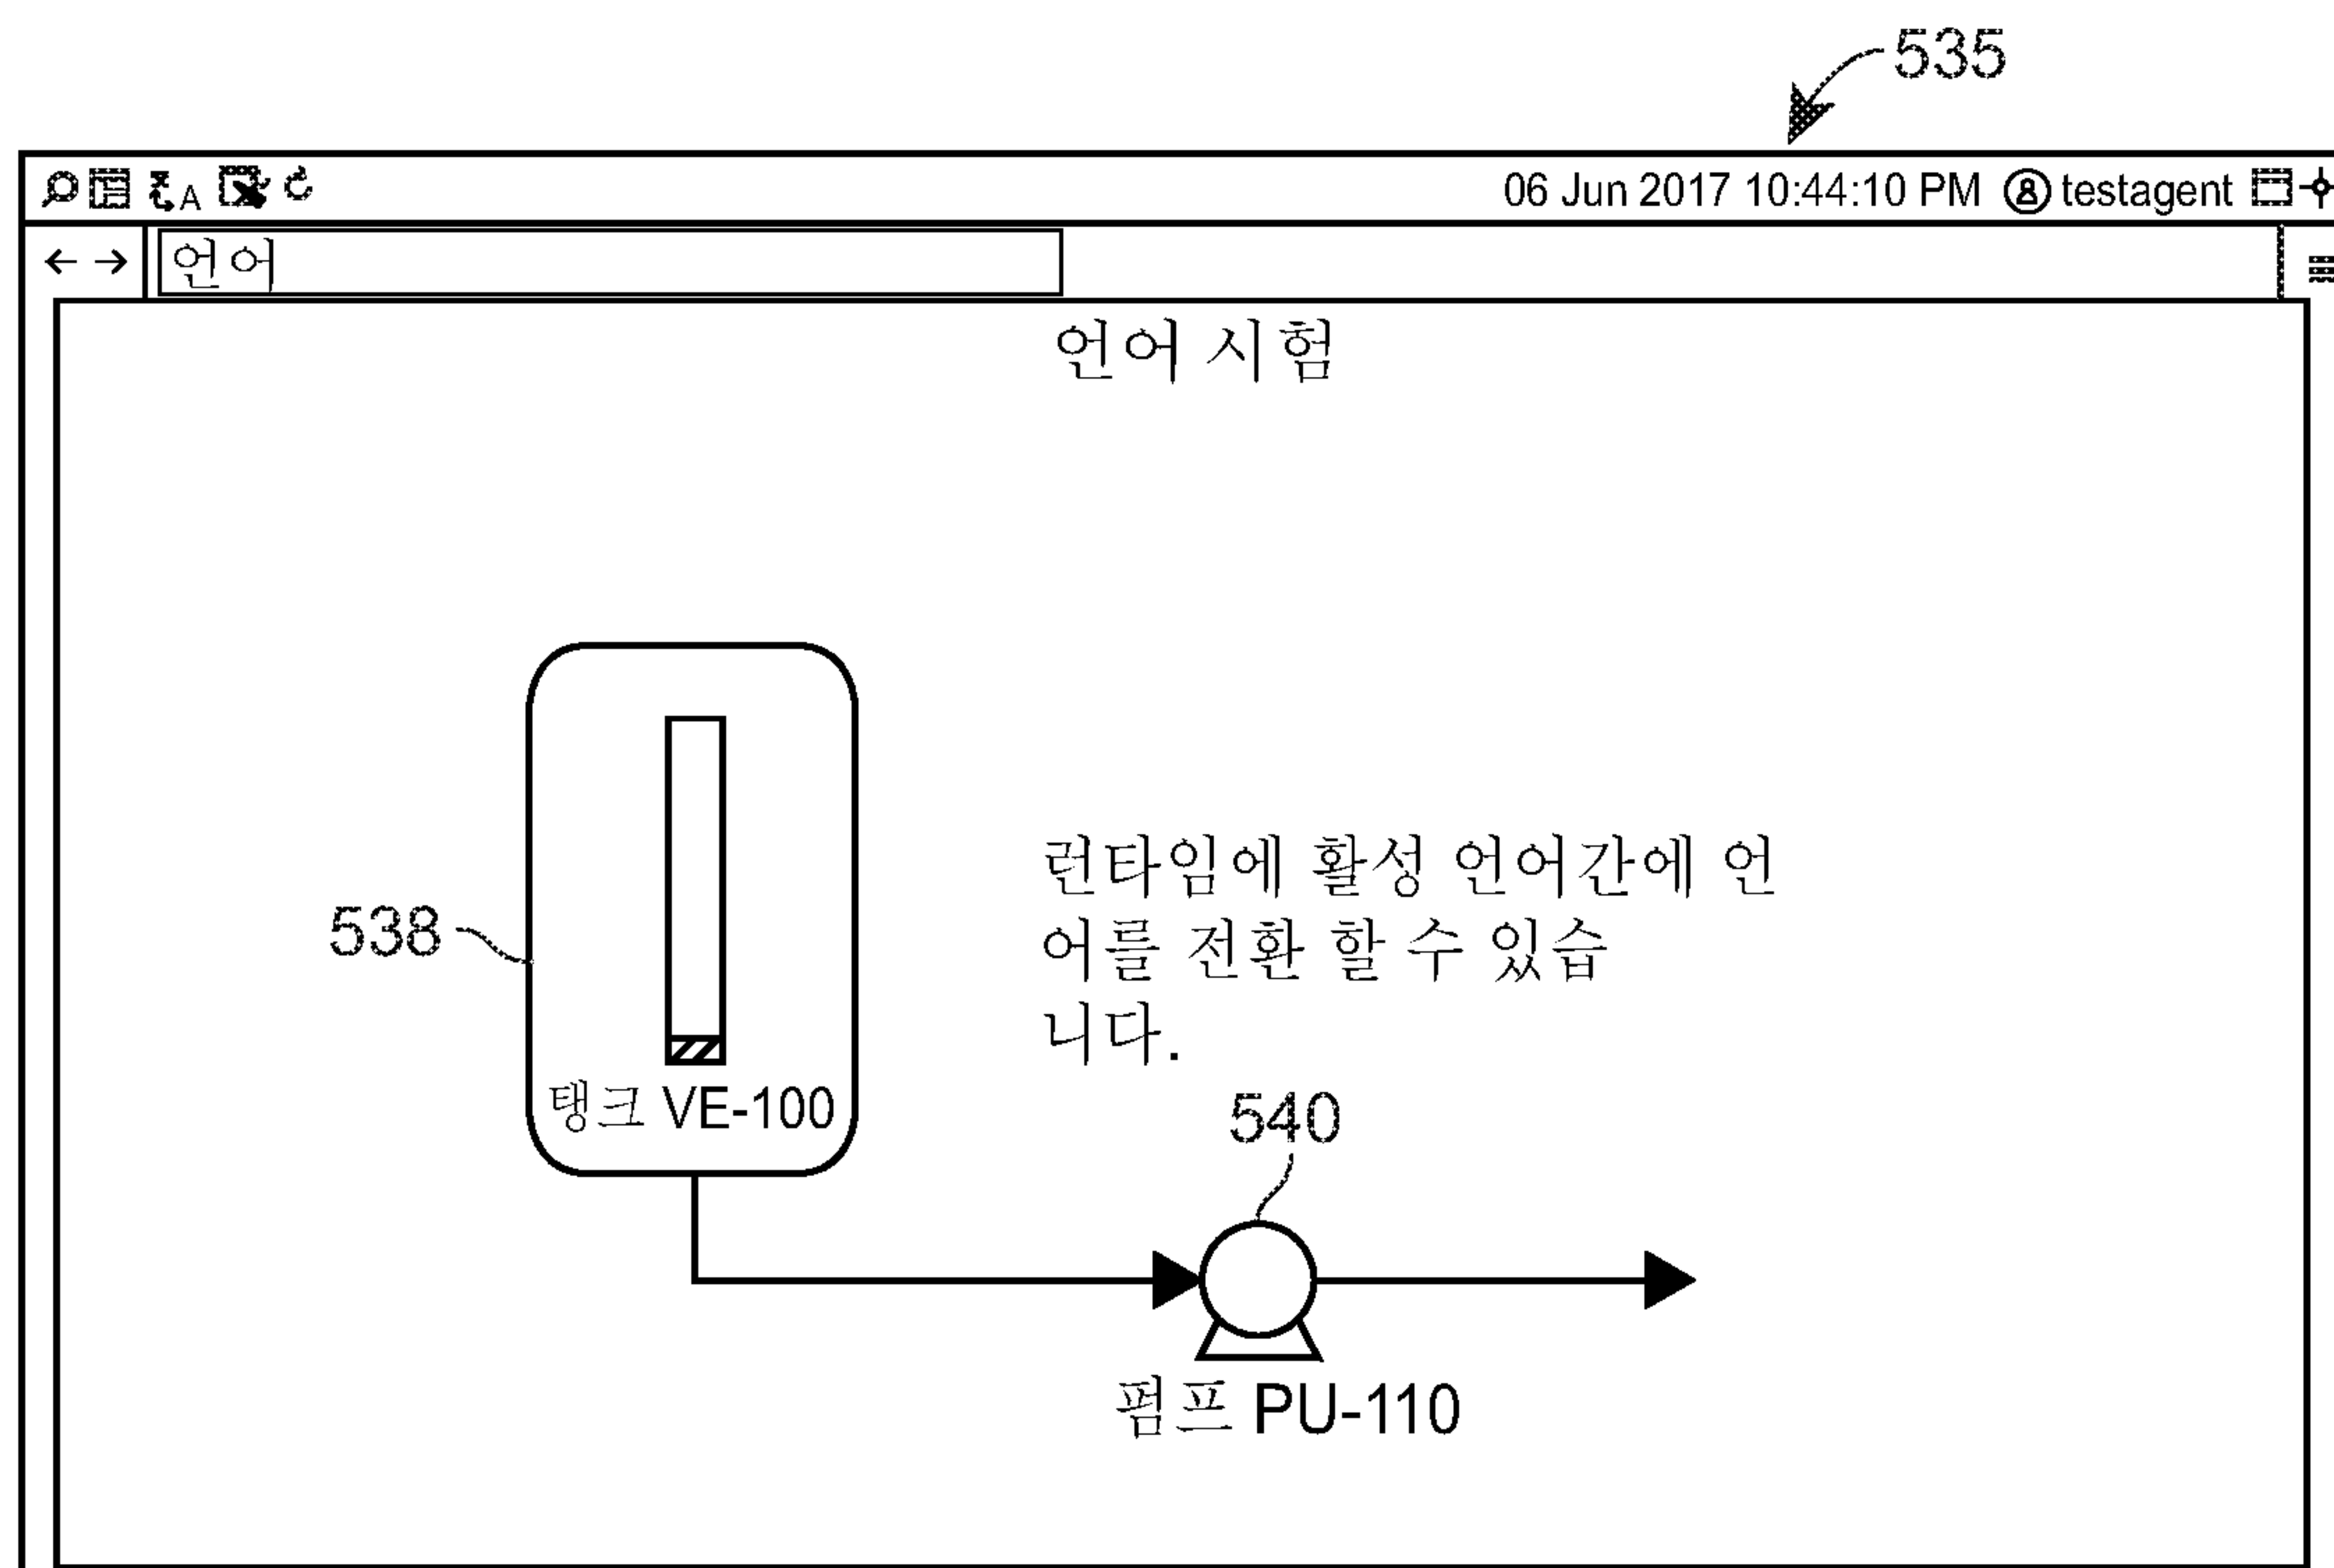 535
06 Jun 2017 10:44:10 PM testagent
언어
언어 시험
런타임에 활성 언어간에 언
어를 전환 할 수 있습
니다.
538
탱크 VE-100
540
펌프 PU-110